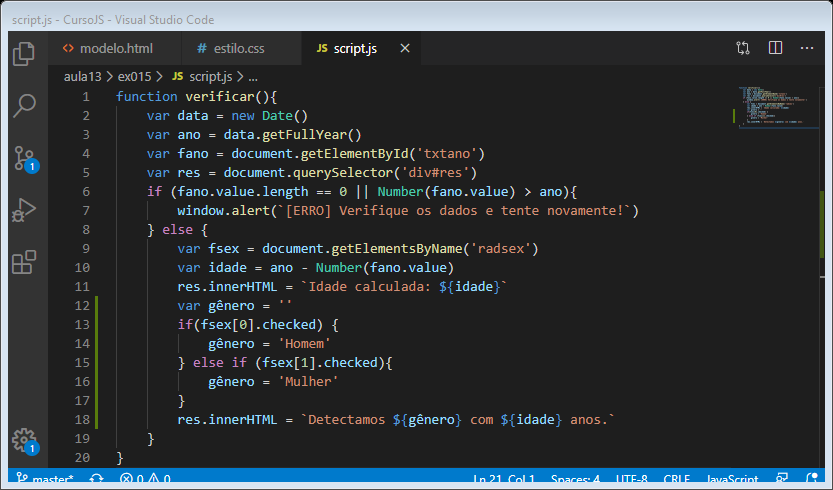 script.js - CursoJS - Visual Studio Code
<> modelo.html # estilo.css JS script.js ×
aula13 > ex015 > JS script.js > ...
1 function verificar(){
2 var data = new Date()
3 var ano = data.getFullYear()
4 var fano = document.getElementById('txtano')
5 var res = document.querySelector('div#res')
6 if (fano.value.length == 0 || Number(fano.value) > ano){
7 window.alert(`[ERRO] Verifique os dados e tente novamente!`)
8 } else {
9 var fsex = document.getElementsByName('radsex')
10 var idade = ano - Number(fano.value)
11 res.innerHTML = `Idade calculada: ${idade}`
12 var gênero = ''
13 if(fsex[0].checked) {
14 gênero = 'Homem'
15 } else if (fsex[1].checked){
16 gênero = 'Mulher'
17 }
18 res.innerHTML = `Detectamos ${gênero} com ${idade} anos.`
19 }
20 }
1
1
master* 0 0 Ln 21, Col 1 Spaces: 4 UTF-8 CRLF JavaScript